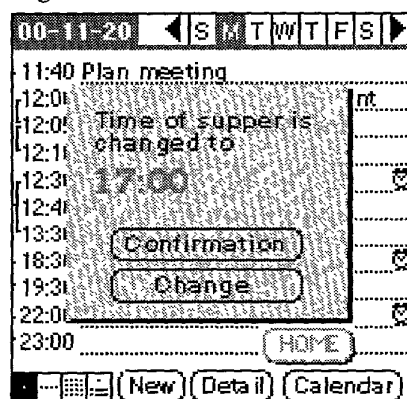 00-11-20 S M T W T F S
11:40 Plan meeting
12:0 nt
12:0
12:1
12:3
12:4
13:3
18:3
19:3
22:0
23:00
Time of supper is
changed to
17:00
Confirmation
Change
HOME
New Detail Calendar